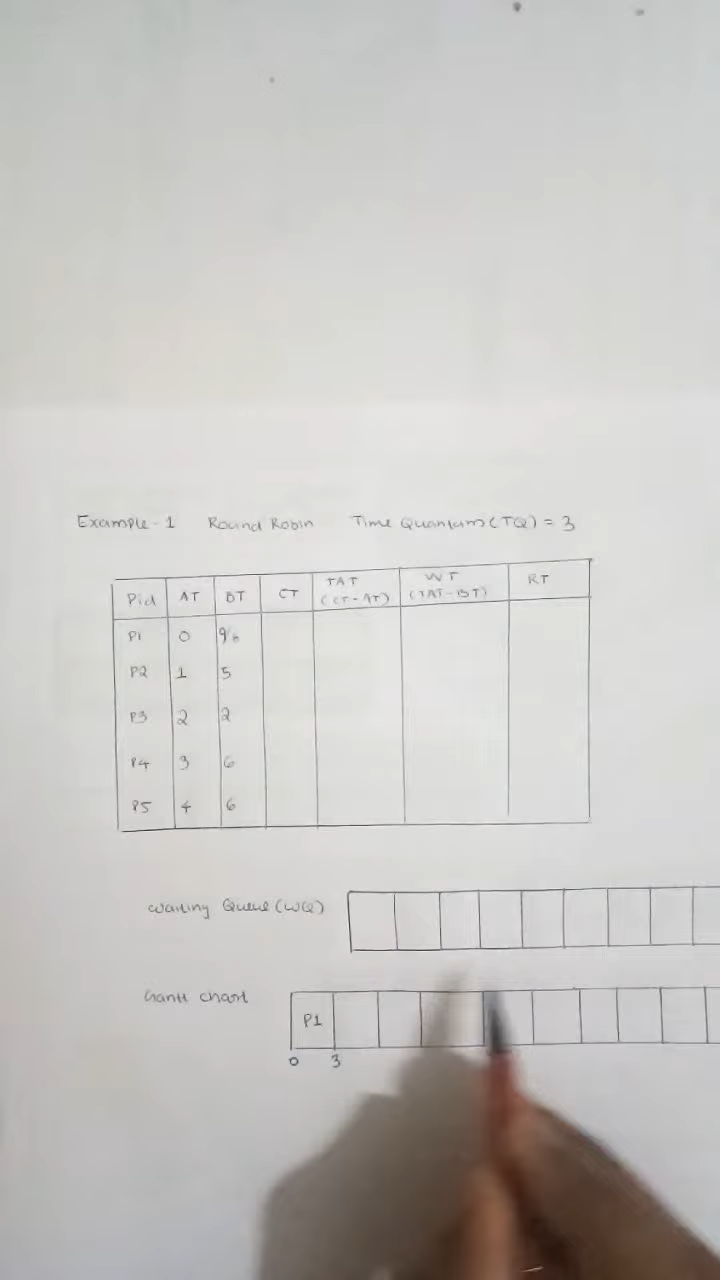 Example-1 Round Robin Time Quantum (TQ) = 3
Pid AT BT CT TAT (CT-AT) WT (TAT-BT) RT
P1 0 9 6
P2 1 5
P3 2 2
P4 3 6
P5 4 6
Waiting Queue (WQ)
Gantt chart
P1
0 3